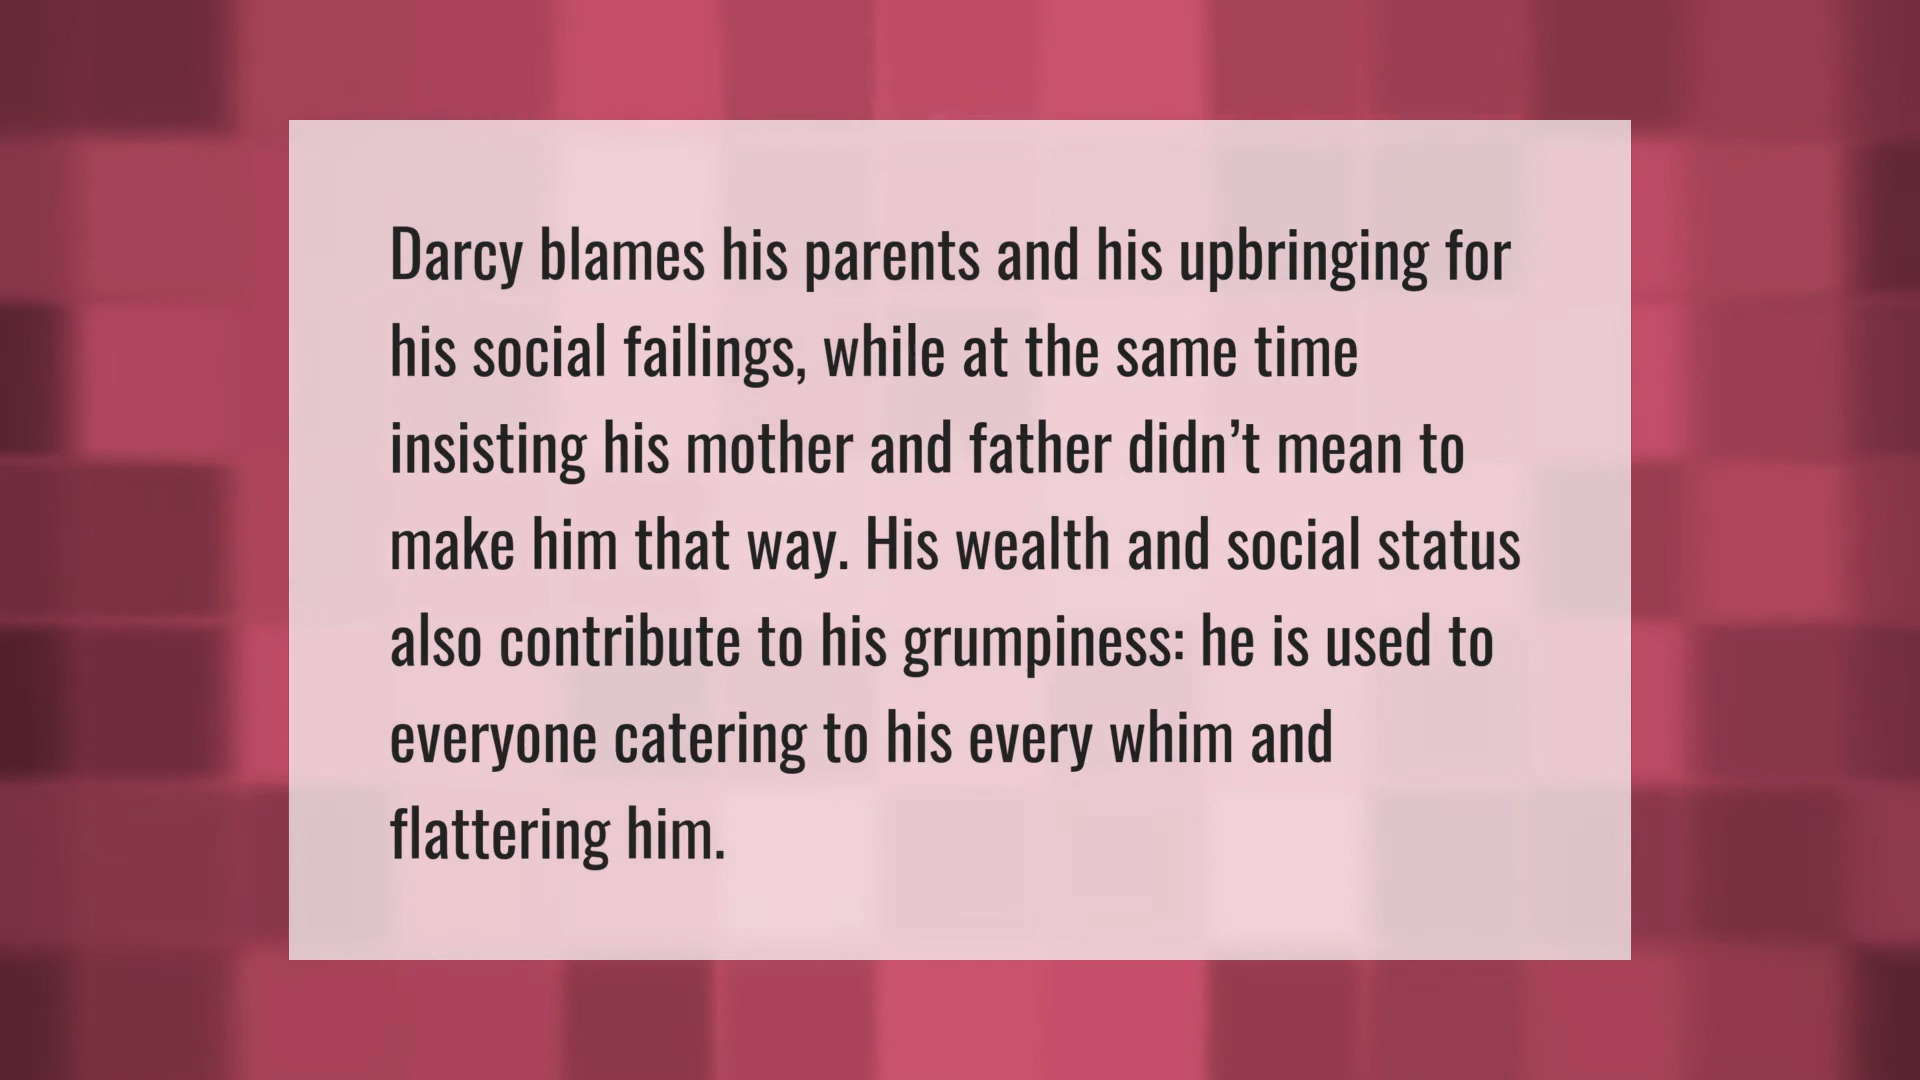 Darcy blames his parents and his upbringing for
his social failings, while at the same time
insisting his mother and father didn’t mean to
make him that way. His wealth and social status
also contribute to his grumpiness: he is used to
everyone catering to his every whim and
flattering him.